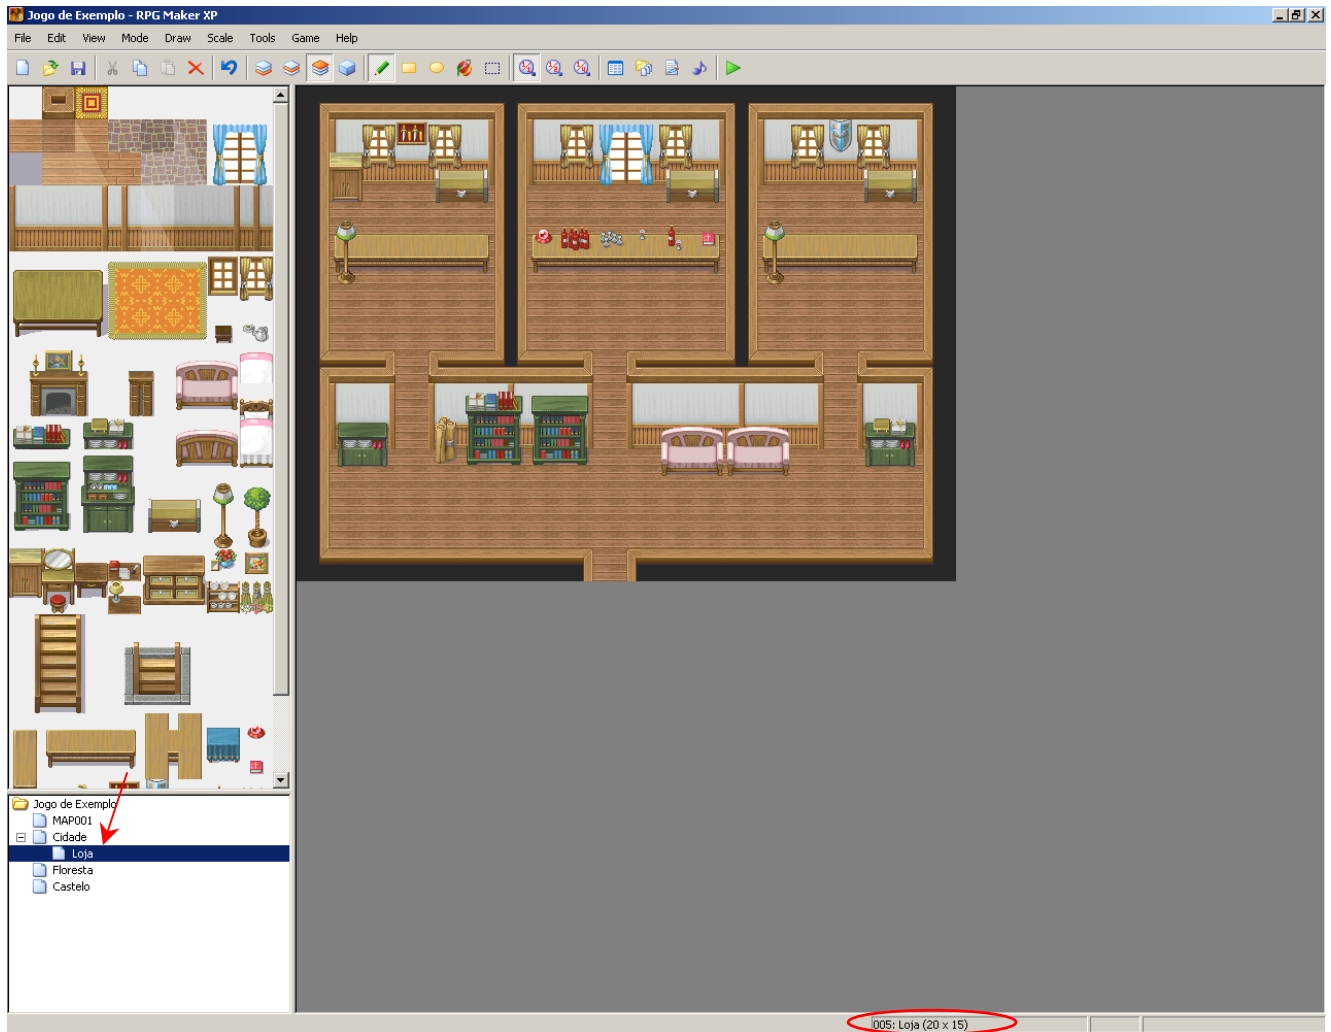 Jogo de Exemplo - RPG Maker XP
File Edit View Mode Draw Scale Tools Game Help
Jogo de Exemplo
MAP001
Cidade
Loja
Floresta
Castelo
005: Loja (20 x 15)